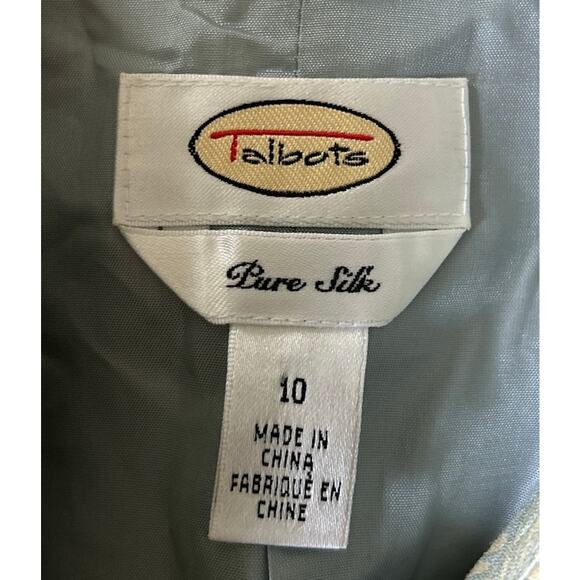 Talbots
Pure Silk
10
MADE IN
CHINA
FABRIQUÉ EN
CHINE